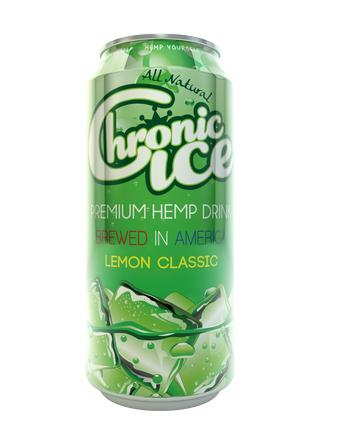 HEMP YOURSELF
All Natural
Chronic
ice
PREMIUM HEMP DRINK
BREWED IN AMERICA
LEMON CLASSIC